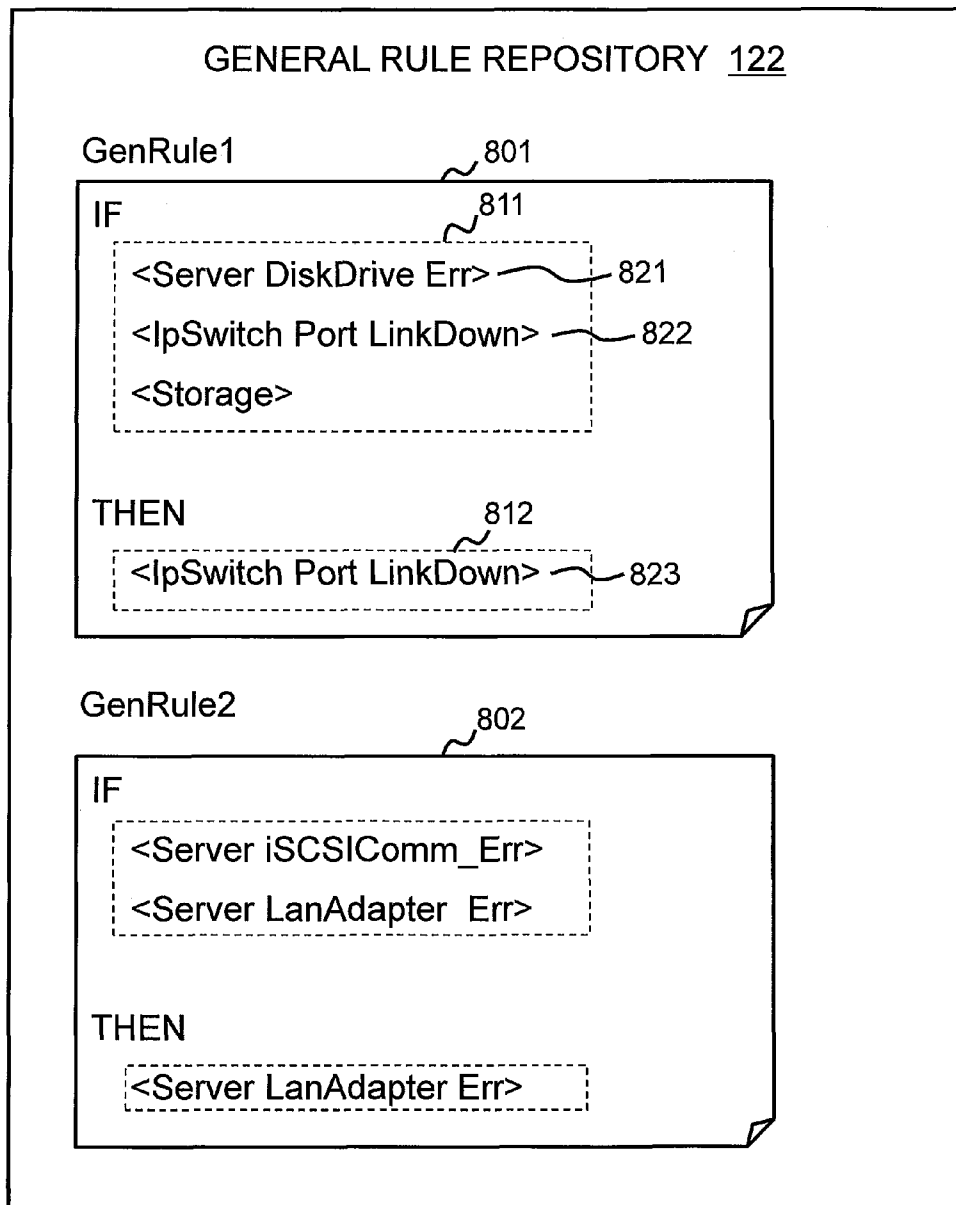 GENERAL RULE REPOSITORY 122
GenRule1
801
IF
811
<Server DiskDrive Err> 821
<IpSwitch Port LinkDown> 822
<Storage>
THEN
812
<IpSwitch Port LinkDown> 823
GenRule2
802
IF
<Server iSCSIComm_Err>
<Server LanAdapter Err>
THEN
<Server LanAdapter Err>